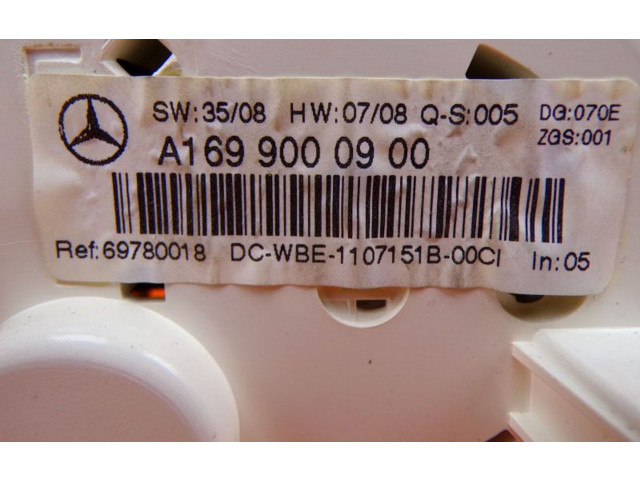 SW:35/08 HW:07/08 Q-S:005 DG:070E
ZGS:001
A169 900 09 00
Ref:69780018 DC-WBE-1107151B-00CI In:05